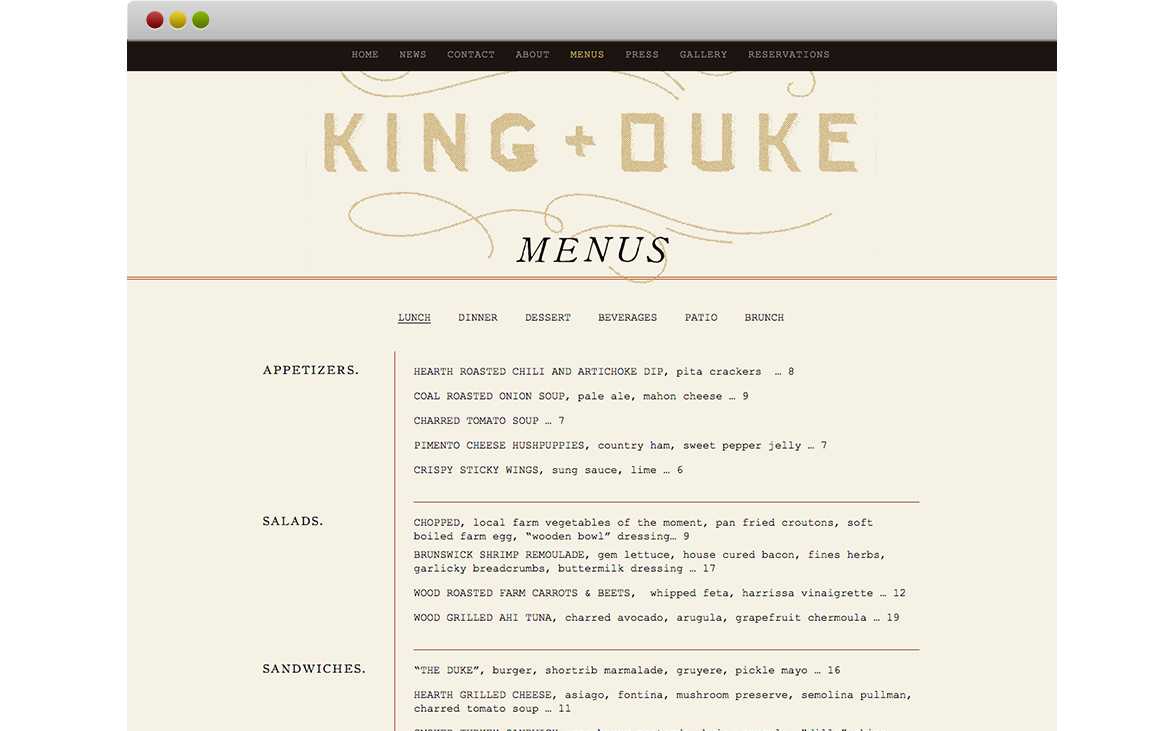 HOME NEWS CONTACT ABOUT MENUS PRESS GALLERY RESERVATIONS
KING + DUKE
MENUS
LUNCH DINNER DESSERT BEVERAGES PATIO BRUNCH
APPETIZERS.
HEARTH ROASTED CHILI AND ARTICHOKE DIP, pita crackers … 8
COAL ROASTED ONION SOUP, pale ale, mahon cheese … 9
CHARRED TOMATO SOUP … 7
PIMENTO CHEESE HUSHPUPPIES, country ham, sweet pepper jelly … 7
CRISPY STICKY WINGS, sung sauce, lime … 6
SALADS.
CHOPPED, local farm vegetables of the moment, pan fried croutons, soft
boiled farm egg, “wooden bowl” dressing… 9
BRUNSWICK SHRIMP REMOULADE, gem lettuce, house cured bacon, fines herbs,
garlicky breadcrumbs, buttermilk dressing … 17
WOOD ROASTED FARM CARROTS & BEETS, whipped feta, harrissa vinaigrette … 12
WOOD GRILLED AHI TUNA, charred avocado, arugula, grapefruit chermoula … 19
SANDWICHES.
“THE DUKE”, burger, shortrib marmalade, gruyere, pickle mayo … 16
HEARTH GRILLED CHEESE, asiago, fontina, mushroom preserve, semolina pullman,
charred tomato soup … 11